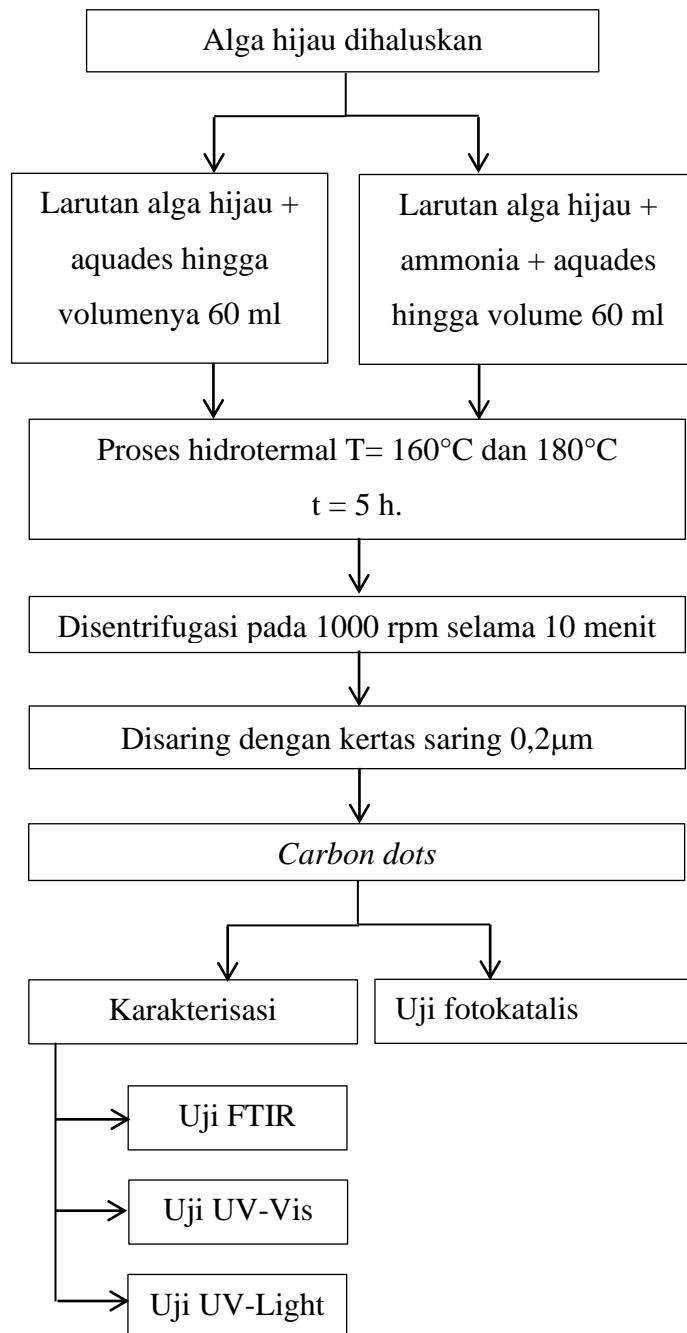 Alga hijau dihaluskan
Larutan alga hijau +
aquades hingga
volumenya 60 ml
Larutan alga hijau +
ammonia + aquades
hingga volume 60 ml
Proses hidrotermal T= 160°C dan 180°C
t = 5 h.
Disentrifugasi pada 1000 rpm selama 10 menit
Disaring dengan kertas saring 0,2μm
Carbon dots
Karakterisasi
Uji fotokatalis
Uji FTIR
Uji UV-Vis
Uji UV-Light